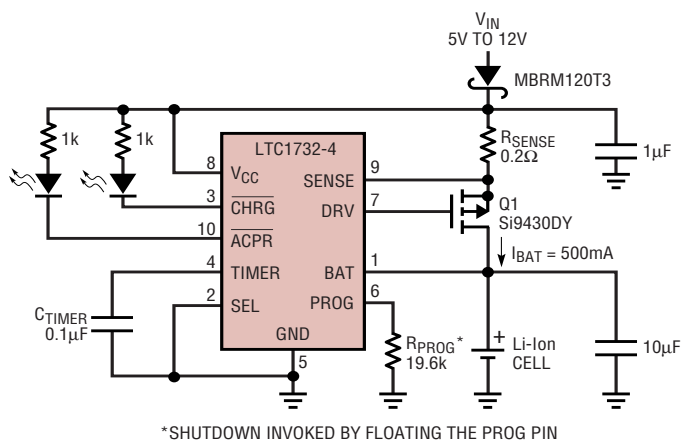 V_IN
5V TO 12V
MBRM120T3
1k
1k
R_SENSE
0.2Ω
1µF
LTC1732-4
8
V_CC
SENSE
9
3
CHRG
DRV
7
Q1
Si9430DY
10
ACPR
I_BAT = 500mA
4
TIMER
BAT
1
2
SEL
PROG
6
C_TIMER
0.1µF
GND
5
R_PROG*
19.6k
+
Li-Ion
CELL
10µF
*SHUTDOWN INVOKED BY FLOATING THE PROG PIN